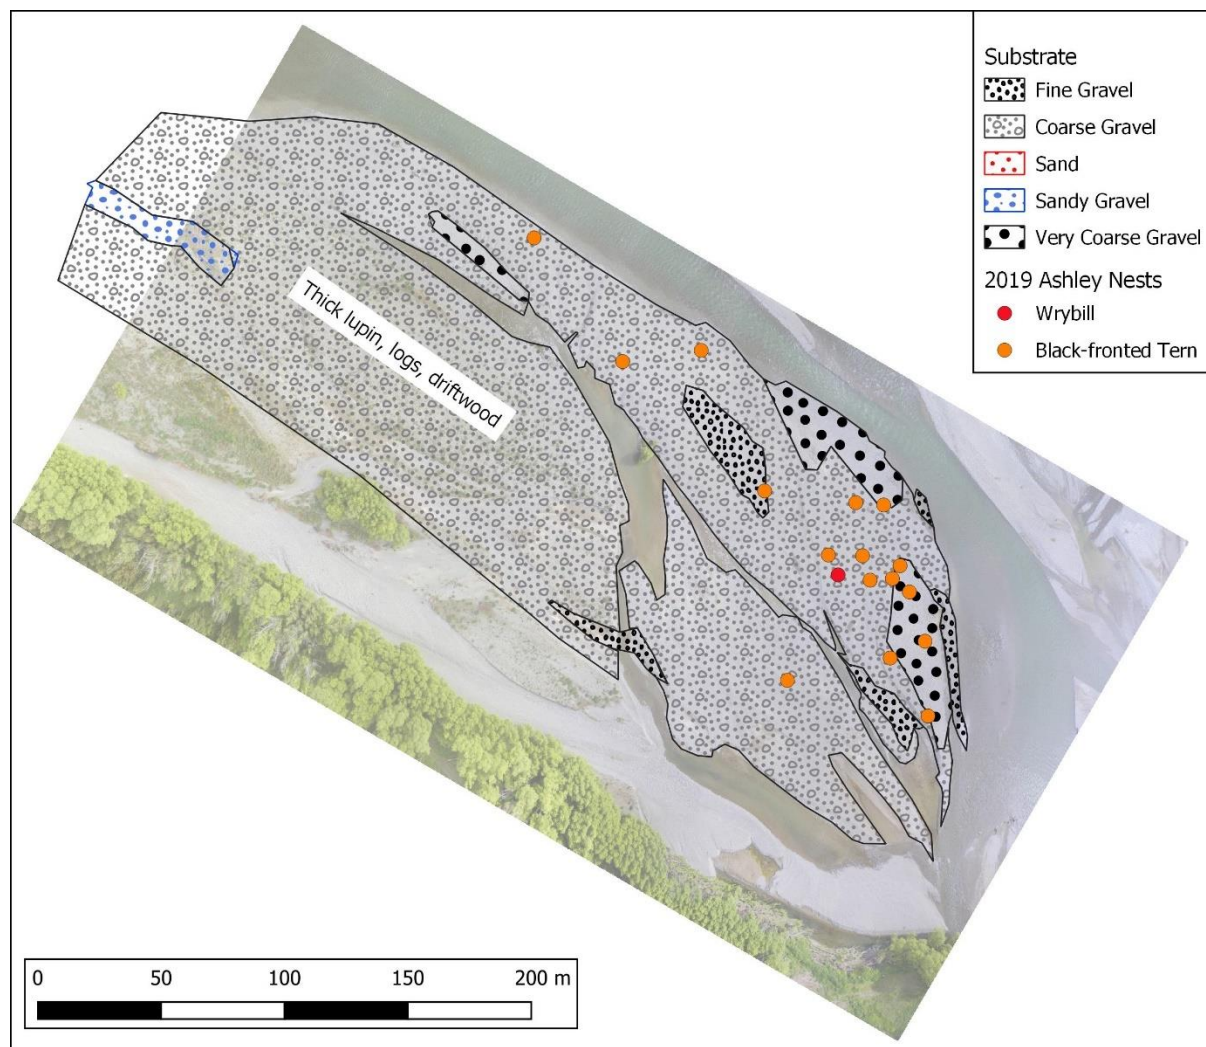 Substrate
Fine Gravel
Coarse Gravel
Sand
Sandy Gravel
Very Coarse Gravel
2019 Ashley Nests
Wrybill
Black-fronted Tern
Thick lupin, logs, driftwood
0 50 100 150 200 m